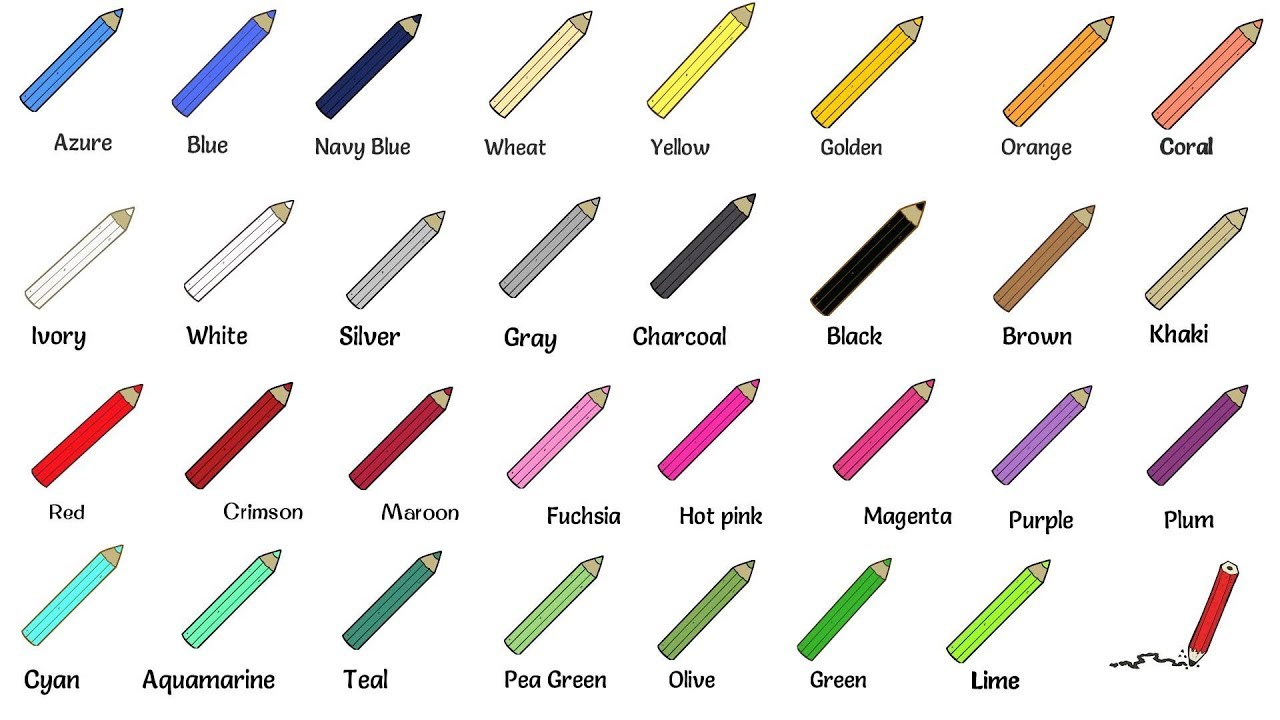 Azure Blue Navy Blue Wheat Yellow Golden Orange Coral
Ivory White Silver Gray Charcoal Black Brown Khaki
Red Crimson Maroon Fuchsia Hot pink Magenta Purple Plum
Cyan Aquamarine Teal Pea Green Olive Green Lime